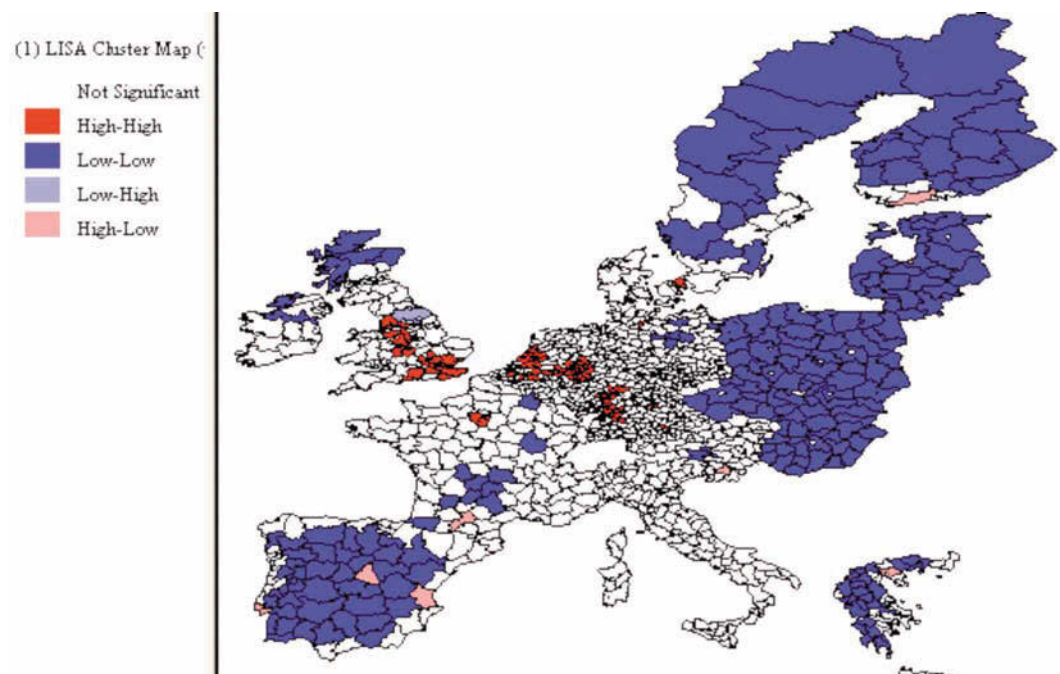 (1) LISA Cluster Map (
Not Significant
High-High
Low-Low
Low-High
High-Low